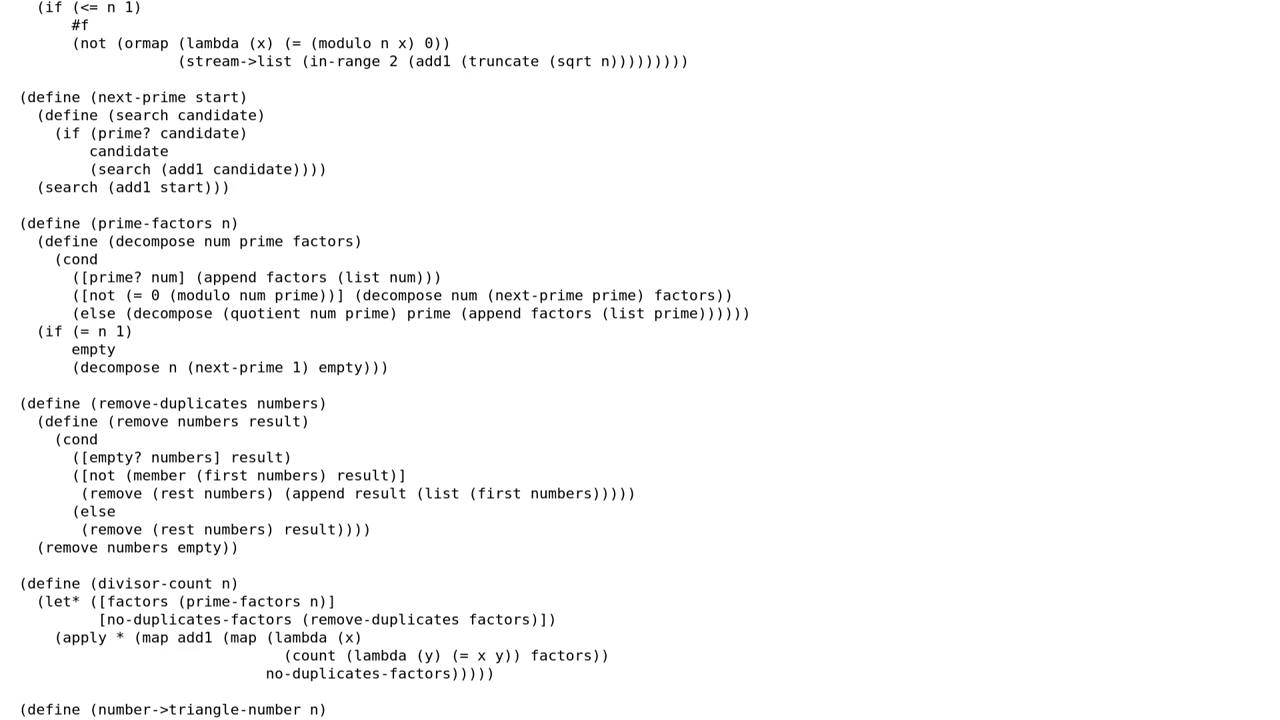 (if (<= n 1)
#f
(not (ormap (lambda (x) (= (modulo n x) 0))
(stream->list (in-range 2 (add1 (truncate (sqrt n)))))))))
(define (next-prime start)
(define (search candidate)
(if (prime? candidate)
candidate
(search (add1 candidate))))
(search (add1 start)))
(define (prime-factors n)
(define (decompose num prime factors)
(cond
([prime? num] (append factors (list num)))
([not (= 0 (modulo num prime))] (decompose num (next-prime prime) factors))
(else (decompose (quotient num prime) prime (append factors (list prime))))))
(if (= n 1)
empty
(decompose n (next-prime 1) empty)))
(define (remove-duplicates numbers)
(define (remove numbers result)
(cond
([empty? numbers] result)
([not (member (first numbers) result)]
(remove (rest numbers) (append result (list (first numbers)))))
(else
(remove (rest numbers) result))))
(remove numbers empty))
(define (divisor-count n)
(let* ([factors (prime-factors n)]
[no-duplicates-factors (remove-duplicates factors)])
(apply * (map add1 (map (lambda (x)
(count (lambda (y) (= x y)) factors))
no-duplicates-factors)))))
(define (number->triangle-number n)